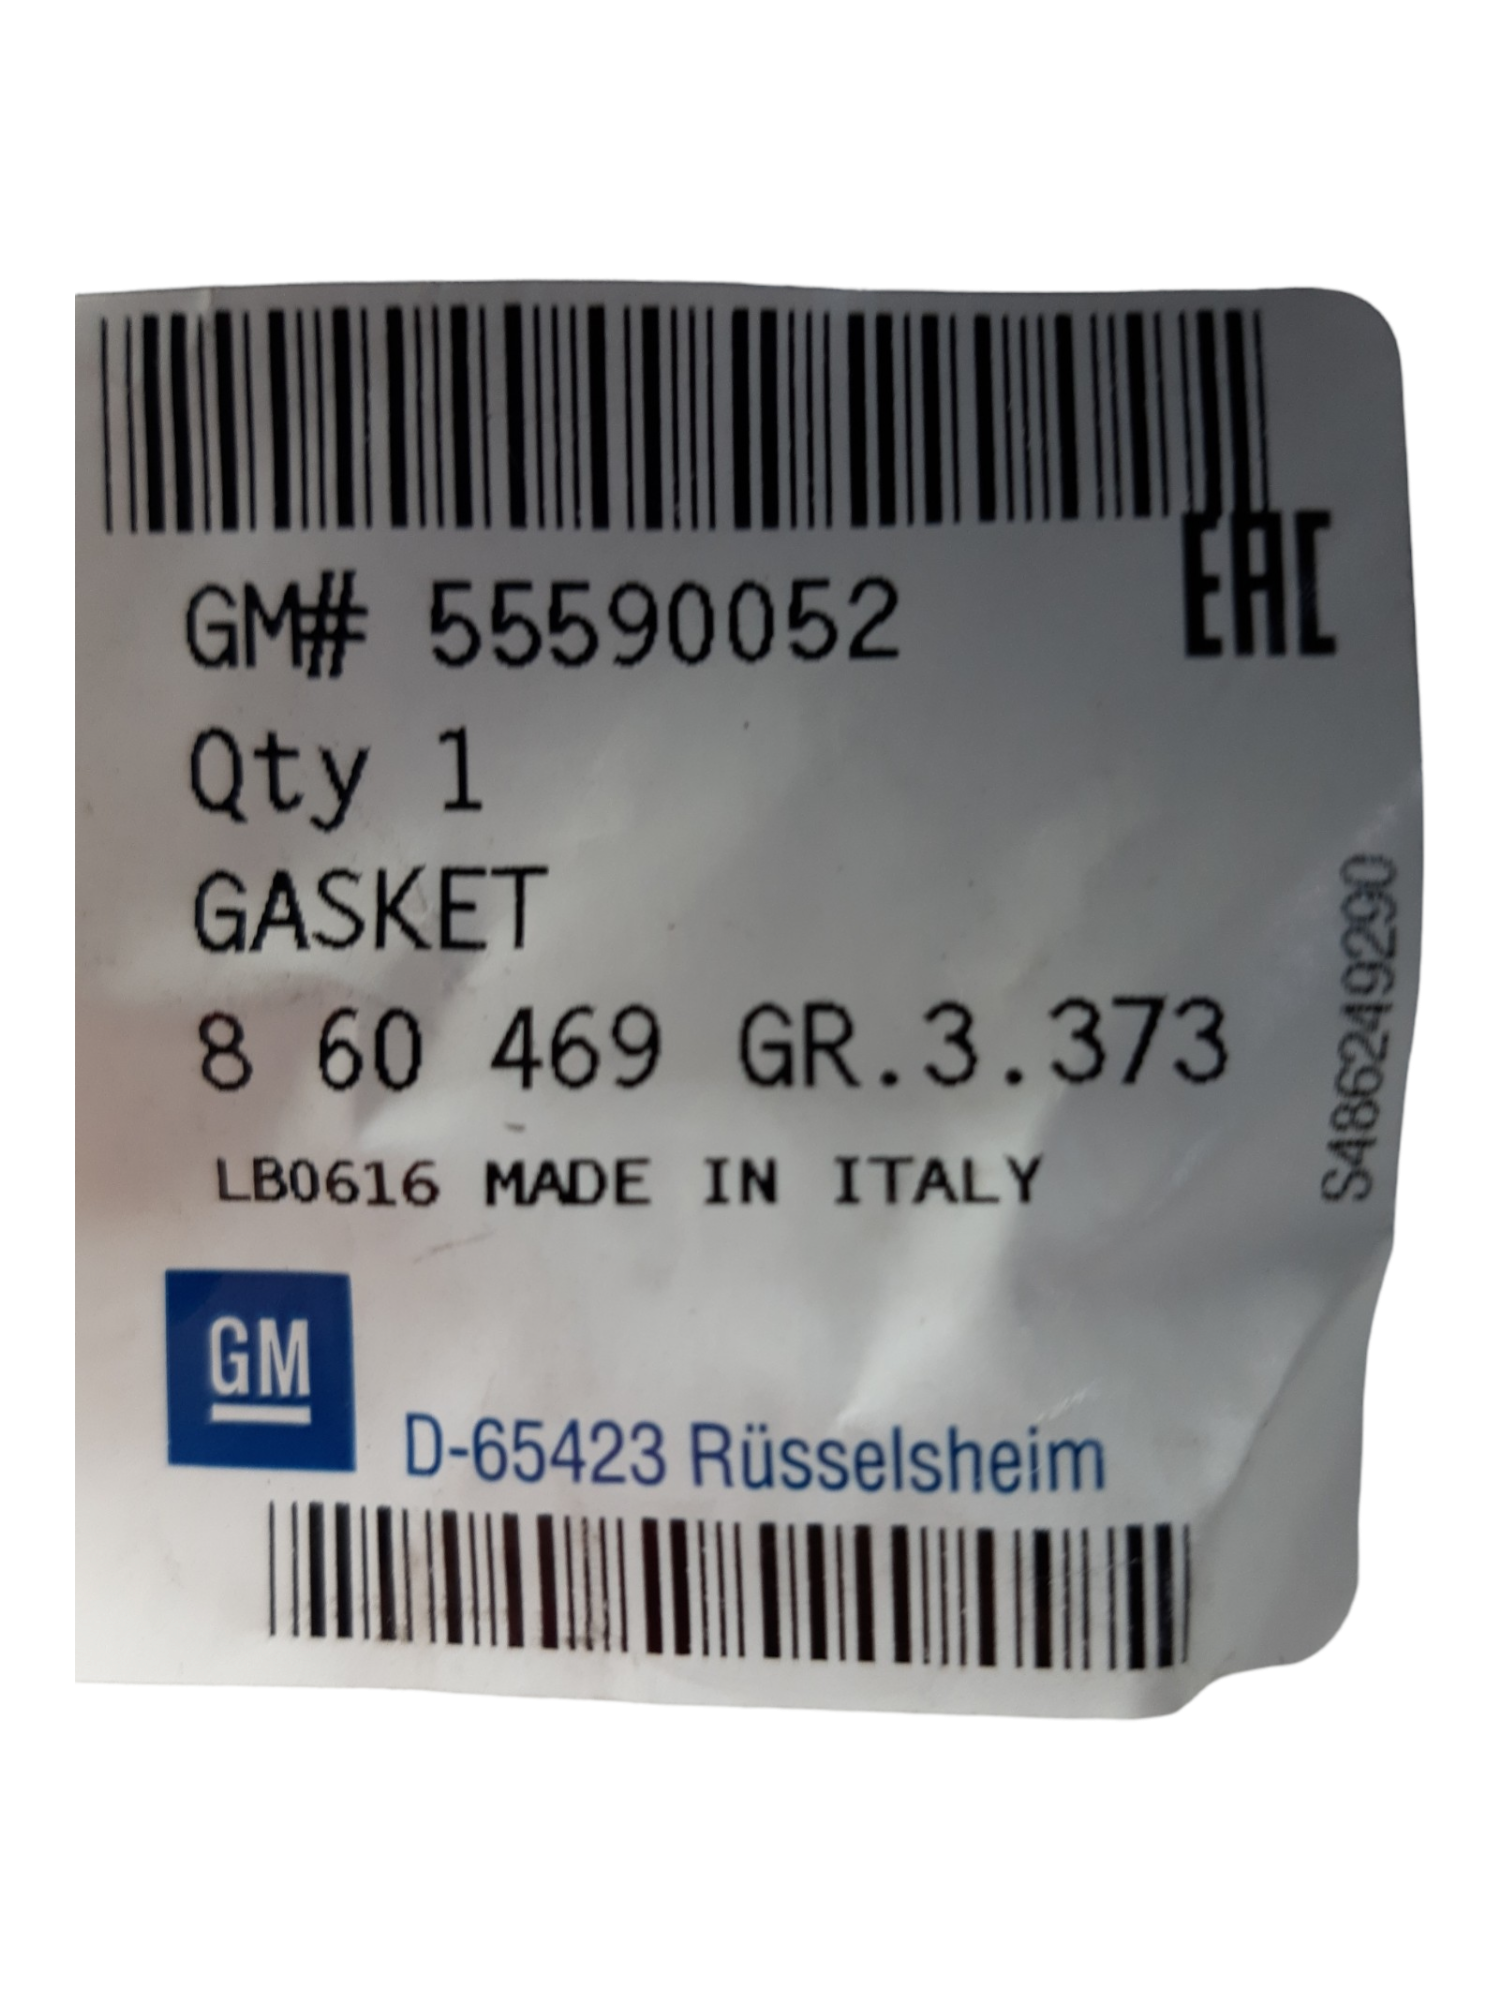 EAC
GM# 55590052
Qty 1
GASKET
8 60 469 GR.3.373
LB0616 MADE IN ITALY
S486249290
GM
D-65423 Rüsselsheim